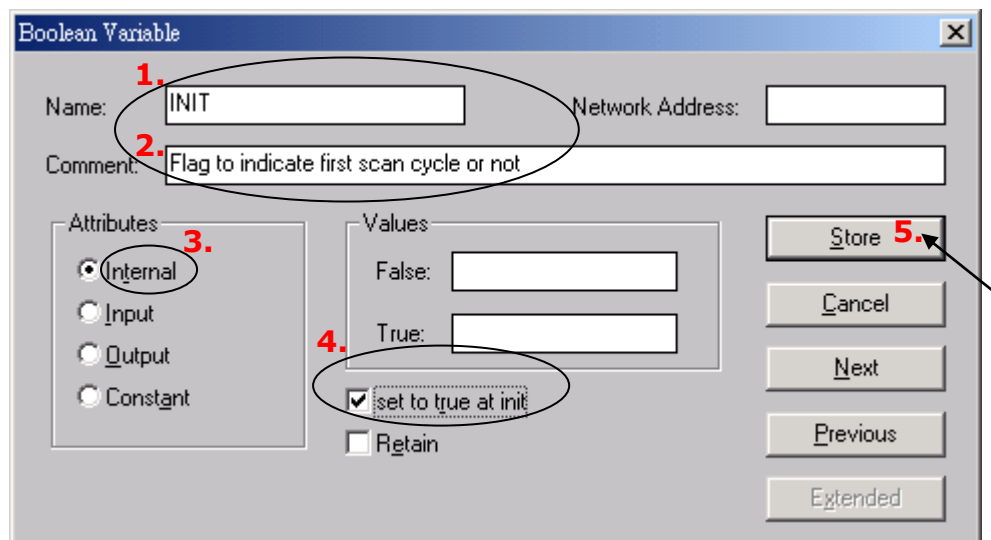 Boolean Variable
1.
Name: INIT Network Address:
2.
Comment: Flag to indicate first scan cycle or not
Attributes
3.
Internal
Input
Output
Constant
Values
False:
True:
4.
set to true at init
Retain
Store 5.
Cancel
Next
Previous
Extended